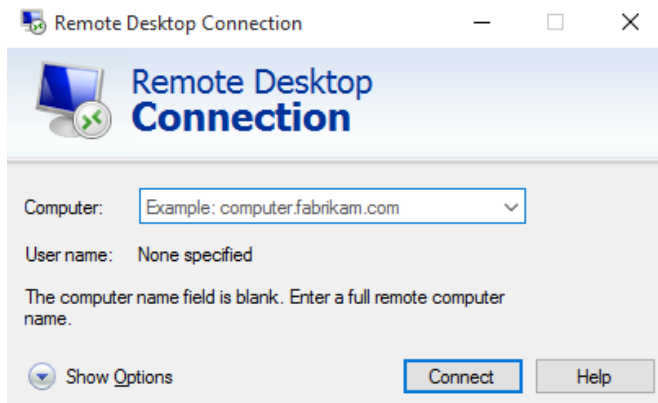 Remote Desktop Connection
Remote Desktop
Connection
Computer: Example: computer.fabrikam.com
User name: None specified
The computer name field is blank. Enter a full remote computer
name.
Show Options Connect Help